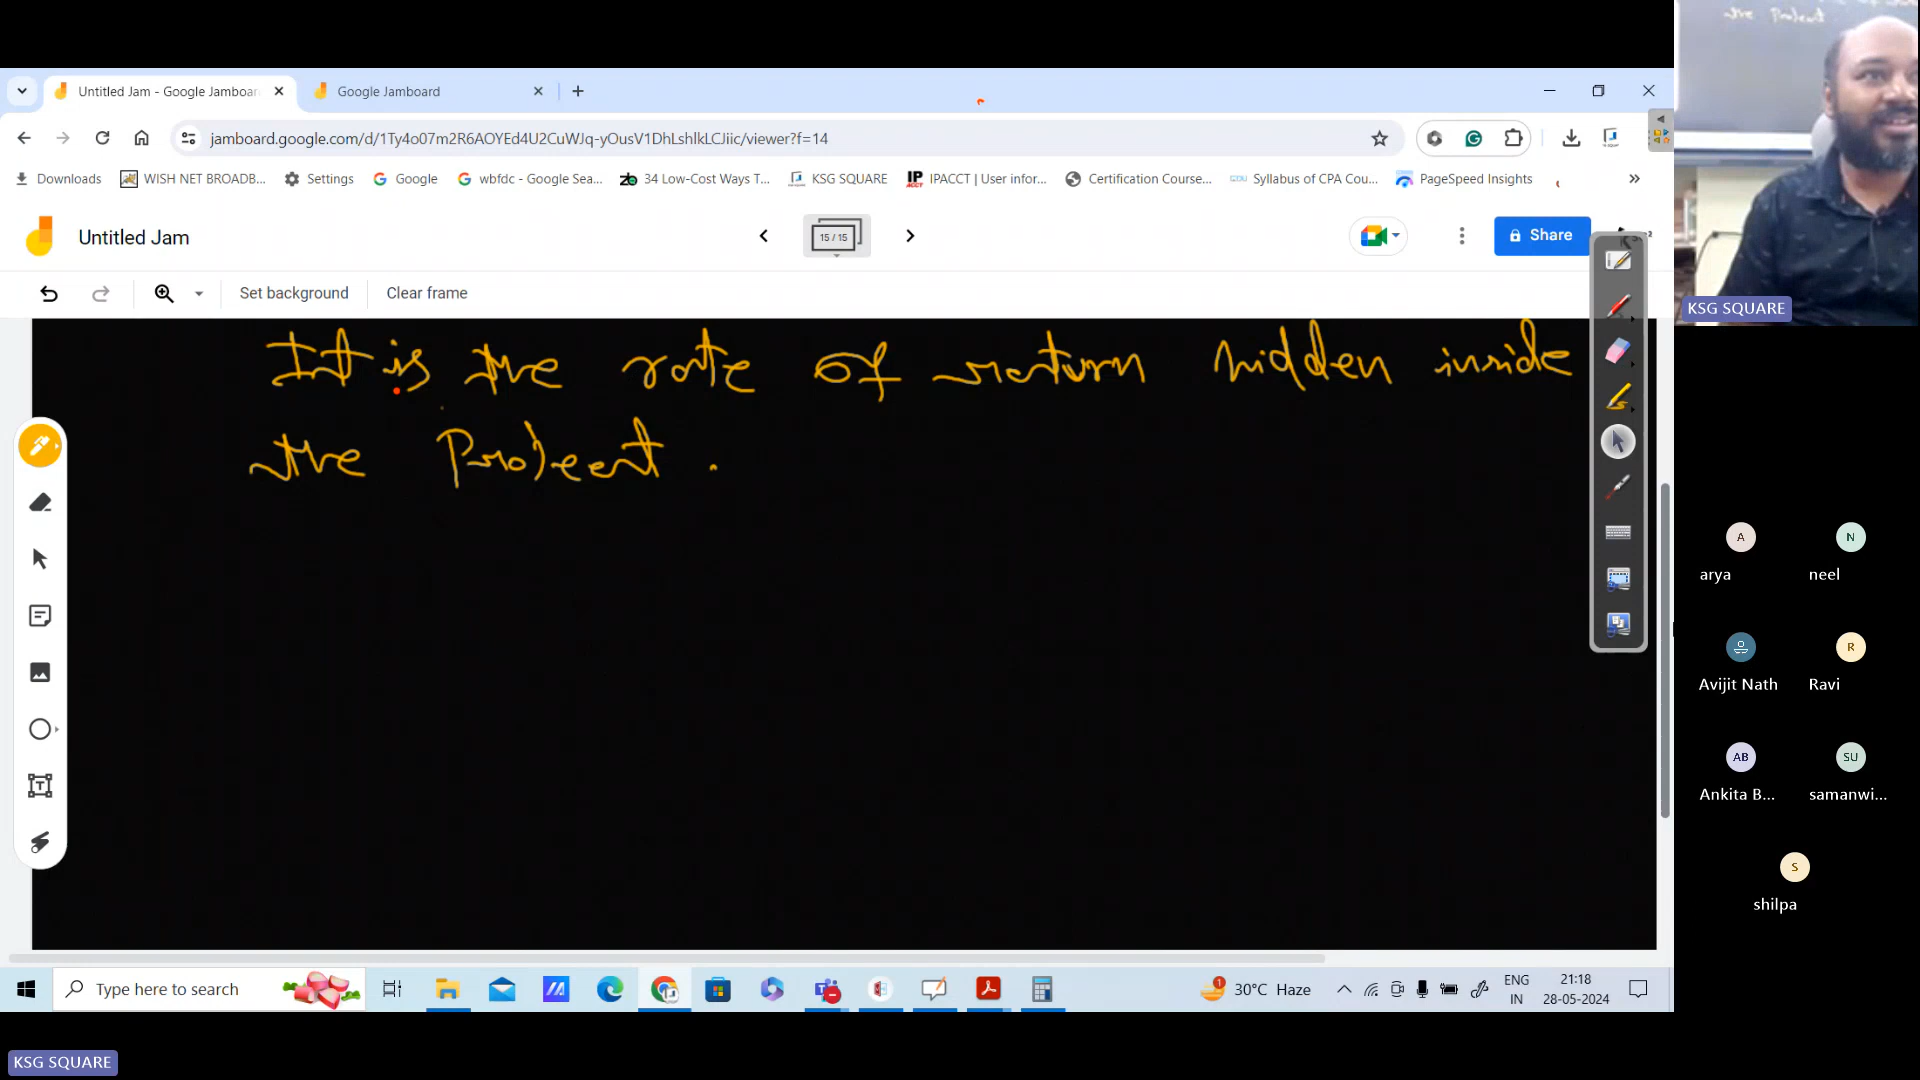 Untitled Jam - Google Jamboar
Google Jamboard
jamboard.google.com/d/1Ty4o07m2R6AOYEd4U2CuWJq-yOusV1DhLshlkLCJiic/viewer?f=14
Downloads
WISH NET BROADB...
Settings
Google
wbfdc - Google Sea...
34 Low-Cost Ways T...
KSG SQUARE
IPACCT | User infor...
Certification Course...
Syllabus of CPA Cou...
PageSpeed Insights
Untitled Jam
15 / 15
Share
Set background
Clear frame
It is the rate of return hidden inside
the Project .
KSG SQUARE
A
arya
N
neel
Avijit Nath
R
Ravi
AB
Ankita B...
SU
samanwi...
S
shilpa
Type here to search
1
30°C Haze
ENG
IN
21:18
28-05-2024
KSG SQUARE